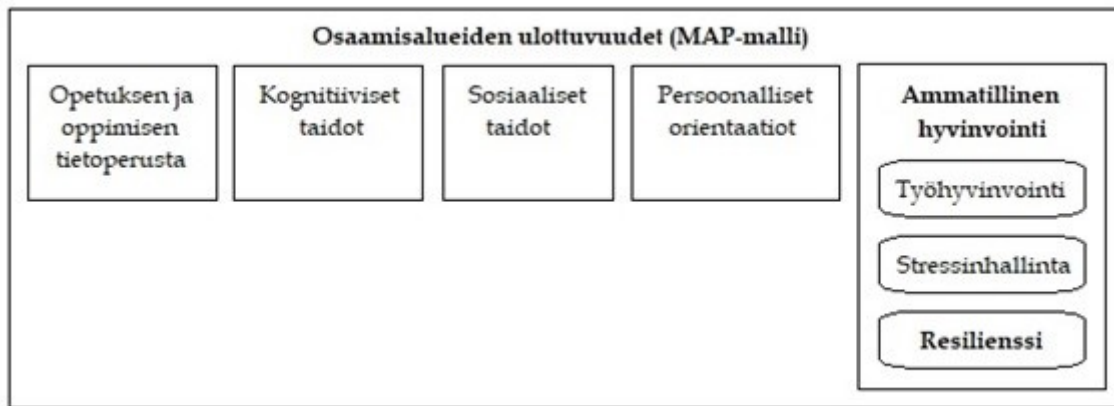 Osaamisalueiden ulottuvuudet (MAP-malli)
Opetuksen ja
oppimisen
tietoperusta
Kognitiiviset
taidot
Sosiaaliset
taidot
Persoonalliset
orientaatiot
Ammatillinen
hyvinvointi
Työhyvinvointi
Stressinhallinta
Resilienssi